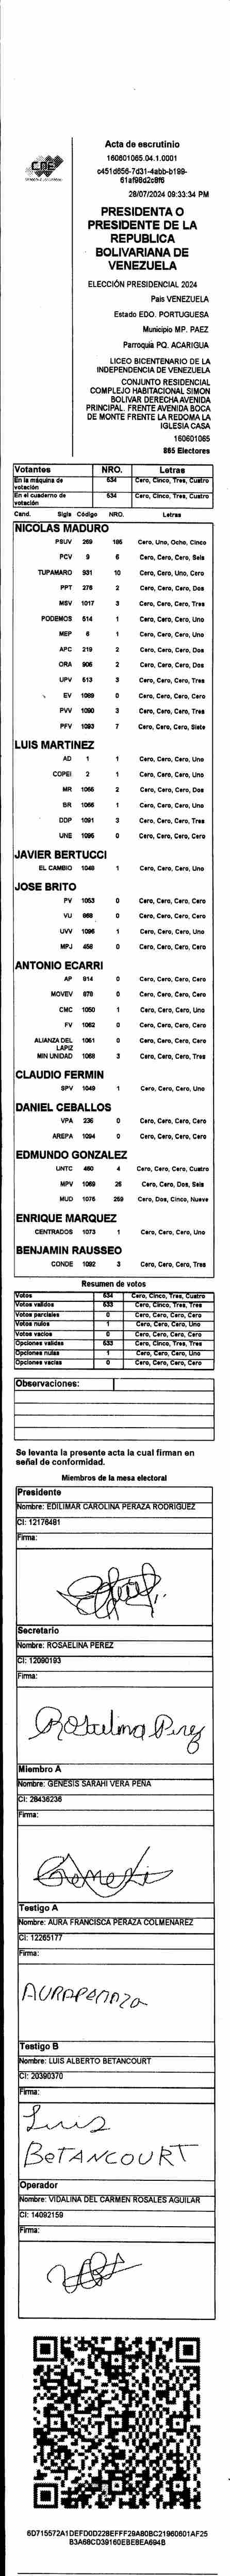 CDE
Acta de escrutinio
160601065.04.1.0001
c451d656-7d31-4abb-b199-
61af98d2c8f6
28/07/2024 09:33:34 PM
PRESIDENTA O
PRESIDENTE DE LA
REPUBLICA
BOLIVARIANA DE
VENEZUELA
ELECCIÓN PRESIDENCIAL 2024
País VENEZUELA
Estado EDO. PORTUGUESA
Municipio MP. PAEZ
Parroquia PQ. ACARIGUA
LICEO BICENTENARIO DE LA
INDEPENDENCIA DE VENEZUELA
CONJUNTO RESIDENCIAL
COMPLEJO HABITACIONAL SIMON
BOLIVAR DERECHA AVENIDA
PRINCIPAL. FRENTE AVENIDA BOCA
DE MONTE FRENTE LA REDOMA LA
IGLESIA CASA
160601065
865 Electores
Votantes NRO. Letras
En la máquina de votación 634 Cero, Cinco, Tres, Cuatro
En el cuaderno de votación 634 Cero, Cinco, Tres, Cuatro
Cand. Sigla Código NRO. Letras
NICOLAS MADURO
PSUV 269 185 Cero, Uno, Ocho, Cinco
PCV 9 6 Cero, Cero, Cero, Seis
TUPAMARO 931 10 Cero, Cero, Uno, Cero
PPT 276 2 Cero, Cero, Cero, Dos
MSV 1017 3 Cero, Cero, Cero, Tres
PODEMOS 514 1 Cero, Cero, Cero, Uno
MEP 6 1 Cero, Cero, Cero, Uno
APC 219 2 Cero, Cero, Cero, Dos
ORA 906 2 Cero, Cero, Cero, Dos
UPV 513 3 Cero, Cero, Cero, Tres
EV 1089 0 Cero, Cero, Cero, Cero
PVV 1090 3 Cero, Cero, Cero, Tres
PFV 1093 7 Cero, Cero, Cero, Siete
LUIS MARTINEZ
AD 1 1 Cero, Cero, Cero, Uno
COPEI 2 1 Cero, Cero, Cero, Uno
MR 1065 2 Cero, Cero, Cero, Dos
BR 1066 1 Cero, Cero, Cero, Uno
DDP 1091 3 Cero, Cero, Cero, Tres
UNE 1095 0 Cero, Cero, Cero, Cero
JAVIER BERTUCCI
EL CAMBIO 1046 1 Cero, Cero, Cero, Uno
JOSE BRITO
PV 1053 0 Cero, Cero, Cero, Cero
VU 968 0 Cero, Cero, Cero, Cero
UVV 1096 1 Cero, Cero, Cero, Uno
MPJ 458 0 Cero, Cero, Cero, Cero
ANTONIO ECARRI
AP 914 0 Cero, Cero, Cero, Cero
MOVEV 979 0 Cero, Cero, Cero, Cero
CMC 1050 1 Cero, Cero, Cero, Uno
FV 1062 0 Cero, Cero, Cero, Cero
ALIANZA DEL LAPIZ 1061 0 Cero, Cero, Cero, Cero
MIN UNIDAD 1068 3 Cero, Cero, Cero, Tres
CLAUDIO FERMIN
SPV 1049 1 Cero, Cero, Cero, Uno
DANIEL CEBALLOS
VPA 236 0 Cero, Cero, Cero, Cero
AREPA 1094 0 Cero, Cero, Cero, Cero
EDMUNDO GONZALEZ
UNTC 460 4 Cero, Cero, Cero, Cuatro
MPV 1069 26 Cero, Cero, Dos, Seis
MUD 1076 259 Cero, Dos, Cinco, Nueve
ENRIQUE MARQUEZ
CENTRADOS 1073 1 Cero, Cero, Cero, Uno
BENJAMIN RAUSSEO
CONDE 1092 3 Cero, Cero, Cero, Tres
Resumen de votos
Votos 634 Cero, Cinco, Tres, Cuatro
Votos validos 533 Cero, Cinco, Tres, Tres
Votos parciales 0 Cero, Cero, Cero, Cero
Votos nulos 1 Cero, Cero, Cero, Uno
Votos vacios 0 Cero, Cero, Cero, Cero
Opciones validas 533 Cero, Cinco, Tres, Tres
Opciones nulas 1 Cero, Cero, Cero, Uno
Opciones vacias 0 Cero, Cero, Cero, Cero
Observaciones:
Se levanta la presente acta la cual firman en
señal de conformidad.
Miembros de la mesa electoral
Presidente
Nombre: EDILIMAR CAROLINA PERAZA RODRIGUEZ
CI: 12176481
Firma:
Secretario
Nombre: ROSAELINA PEREZ
CI: 12090193
Firma:
Rosaelina Perez
Miembro A
Nombre: GENESIS SARAHI VERA PEÑA
CI: 28436236
Firma:
Genesis
Testigo A
Nombre: AURA FRANCISCA PERAZA COLMENAREZ
CI: 12265177
Firma:
AURAPERAZA
Testigo B
Nombre: LUIS ALBERTO BETANCOURT
CI: 20390370
Firma:
Luis
BETANCOURT
Operador
Nombre: VIDALINA DEL CARMEN ROSALES AGUILAR
CI: 14092159
Firma:
6D715572A1DEFD0D228EFFF29A80BC21960601AF25
B3A68CD39160EBE8EA694B